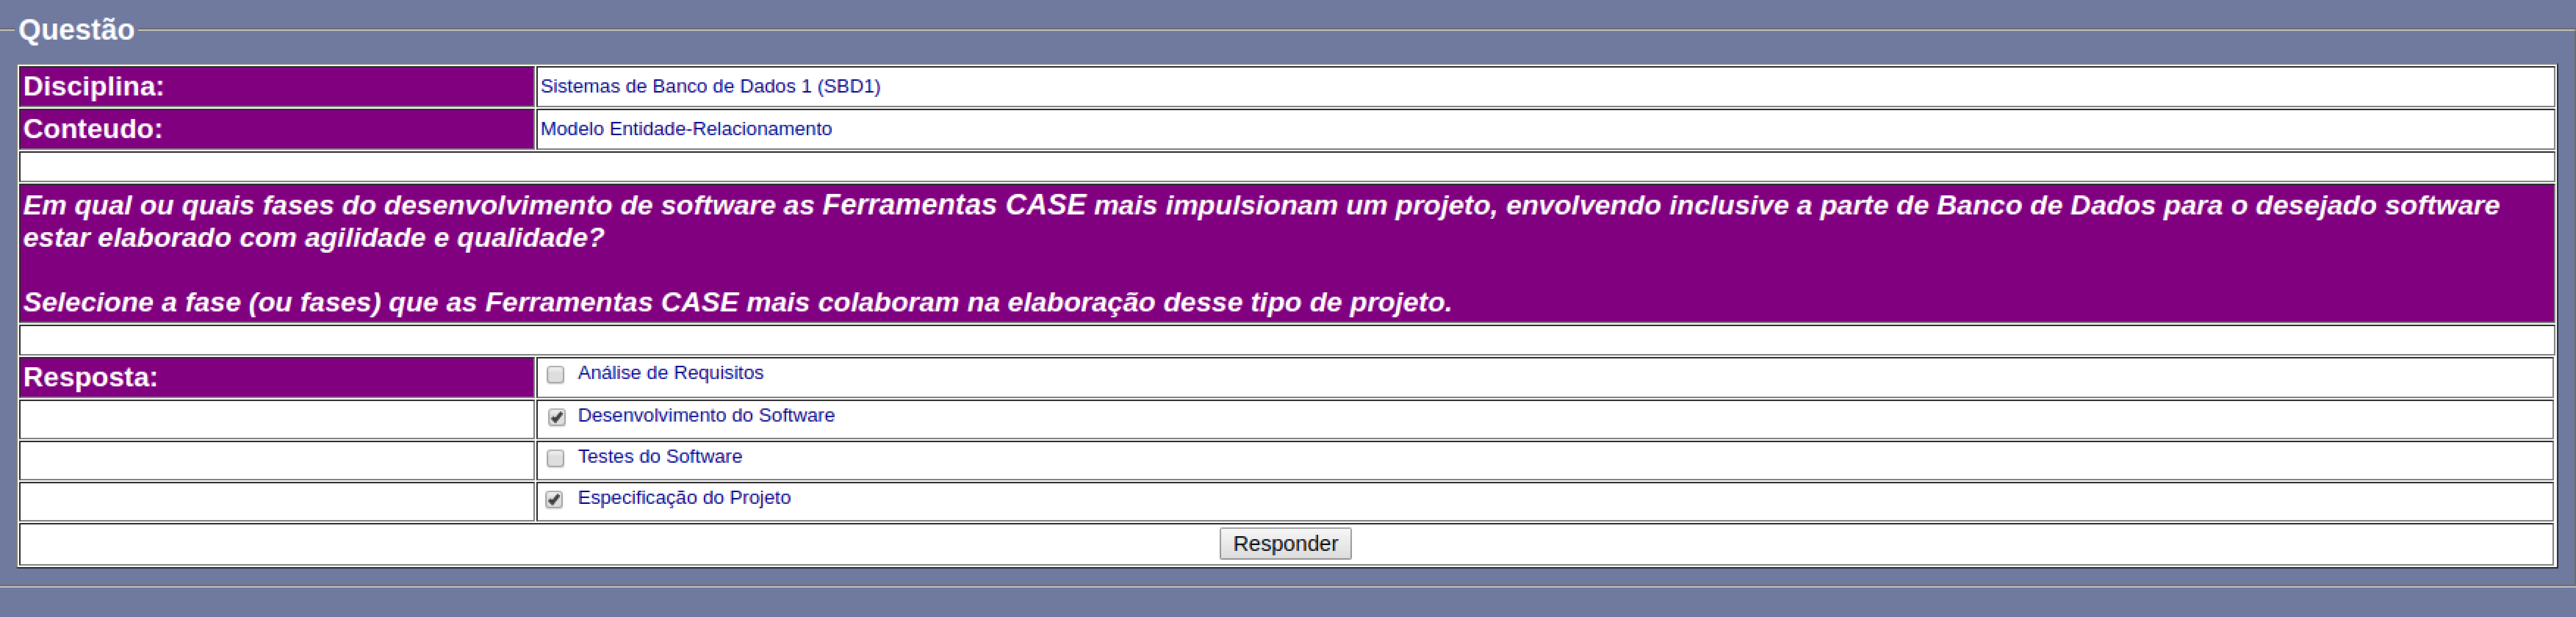 Questão
Disciplina: Sistemas de Banco de Dados 1 (SBD1)
Conteudo: Modelo Entidade-Relacionamento
Em qual ou quais fases do desenvolvimento de software as Ferramentas CASE mais impulsionam um projeto, envolvendo inclusive a parte de Banco de Dados para o desejado software
estar elaborado com agilidade e qualidade?
Selecione a fase (ou fases) que as Ferramentas CASE mais colaboram na elaboração desse tipo de projeto.
Resposta: Análise de Requisitos
Desenvolvimento do Software
Testes do Software
Especificação do Projeto
Responder